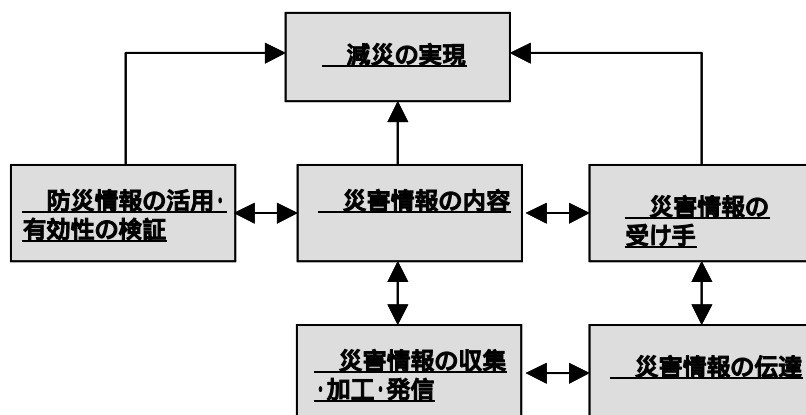 減災の実現
防災情報の活用・
有効性の検証
災害情報の内容
災害情報の
受け手
災害情報の収集
・加工・発信
災害情報の伝達